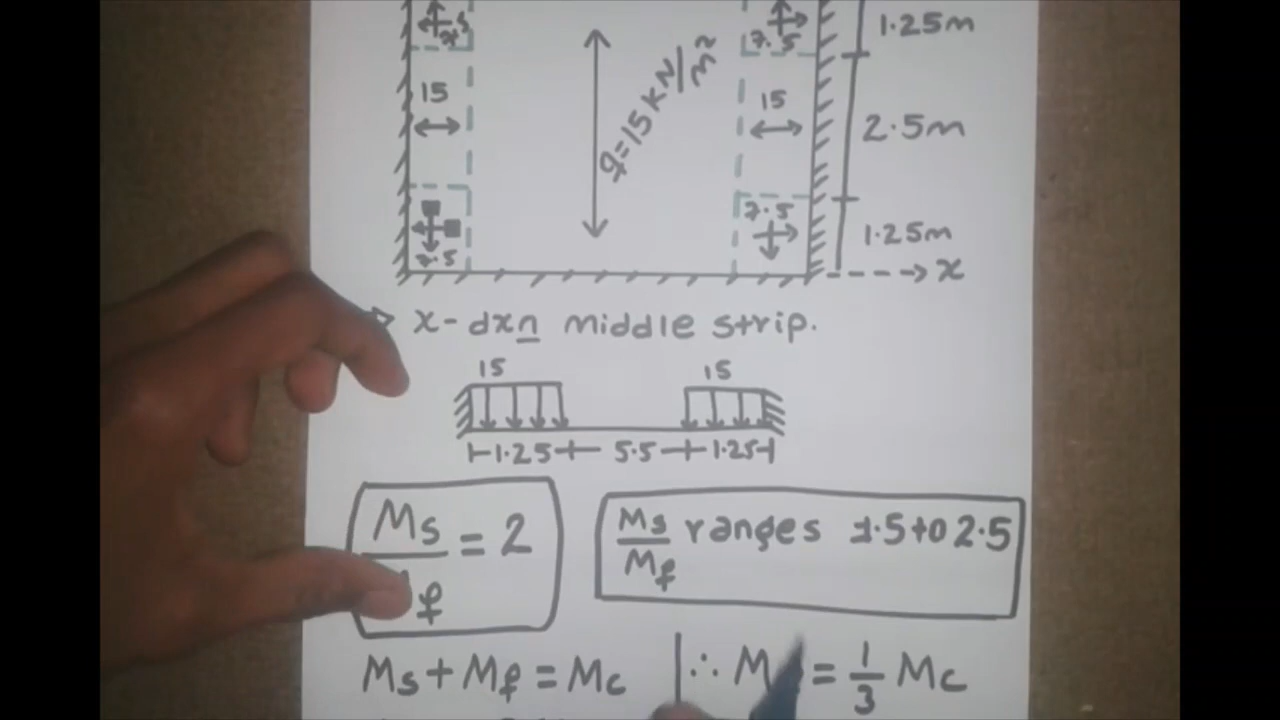 7.5 1.25m
15 15
q=15kN/m² 2.5m
7.5
7.5 1.25m
x
x-dxn middle strip.
15 15
1.25 5.5 1.25
Ms/ = 2 Ms/Mf ranges 1.5 to 2.5
f
Ms + Mf = Mc ∴ M = 1/3 Mc